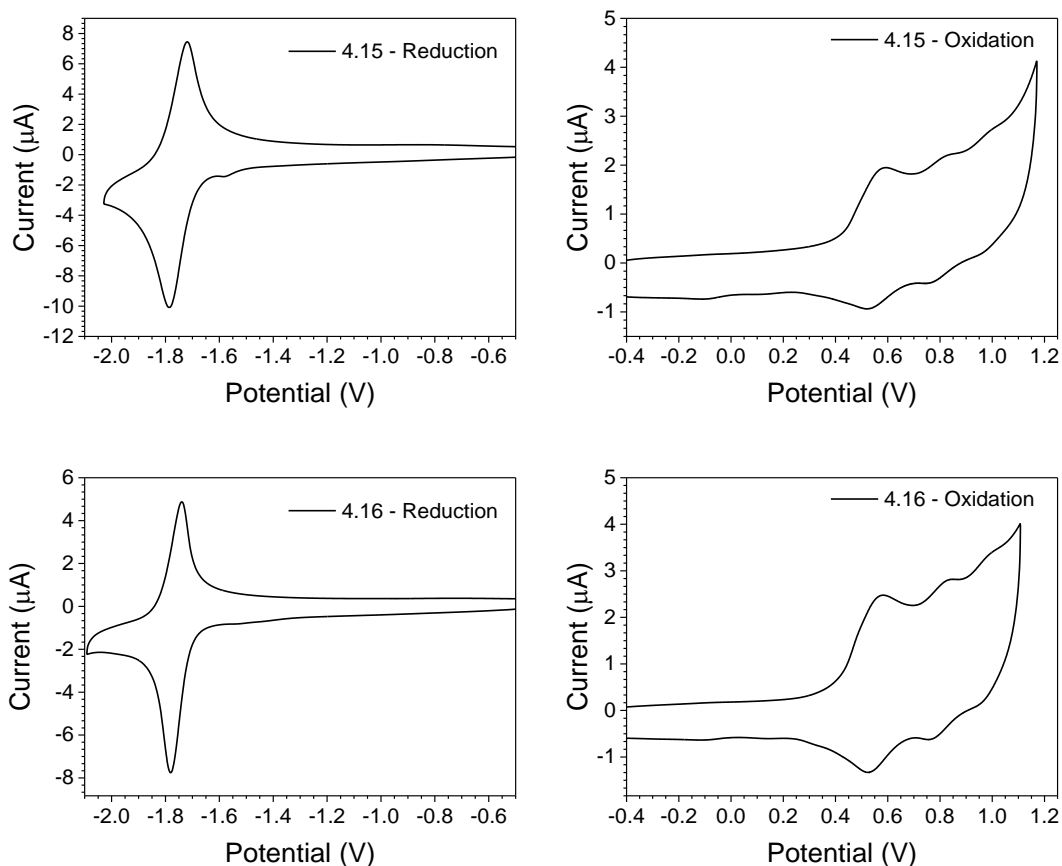 4.15 - Reduction
8
6
4
2
0
-2
-4
-6
-8
-10
-12
Current (μA)
-2.0 -1.8 -1.6 -1.4 -1.2 -1.0 -0.8 -0.6
Potential (V)
4.15 - Oxidation
5
4
3
2
1
0
-1
Current (μA)
-0.4 -0.2 0.0 0.2 0.4 0.6 0.8 1.0 1.2
Potential (V)
4.16 - Reduction
6
4
2
0
-2
-4
-6
-8
Current (μA)
-2.0 -1.8 -1.6 -1.4 -1.2 -1.0 -0.8 -0.6
Potential (V)
4.16 - Oxidation
5
4
3
2
1
0
-1
Current (μA)
-0.4 -0.2 0.0 0.2 0.4 0.6 0.8 1.0 1.2
Potential (V)